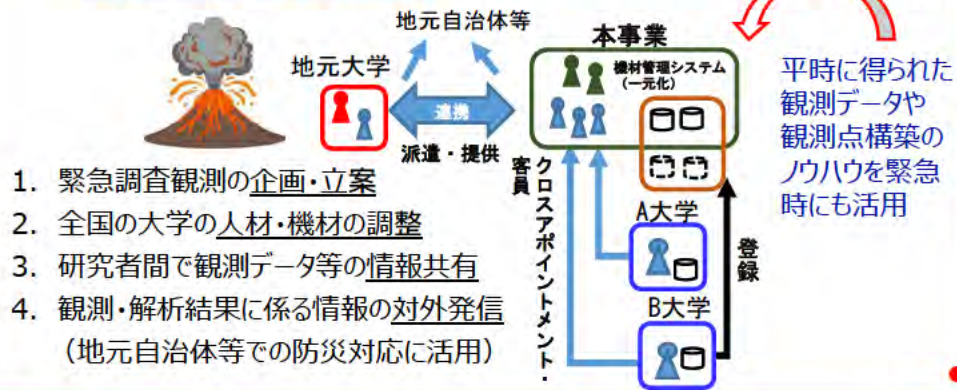 地元自治体等
本事業
地元大学
機材管理システム
（一元化）
連携
派遣・提供
平時に得られた
観測データや
観測点構築の
ノウハウを緊急
時にも活用
1. 緊急調査観測の企画・立案
2. 全国の大学の人材・機材の調整
3. 研究者間で観測データ等の情報共有
4. 観測・解析結果に係る情報の対外発信
（地元自治体等での防災対応に活用）
クロスアポイントメント・
客員
A大学
登録
B大学